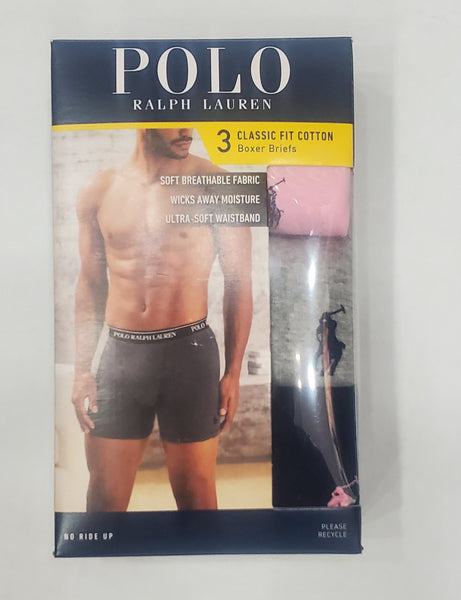 POLO
RALPH LAUREN
3 CLASSIC FIT COTTON
Boxer Briefs
SOFT BREATHABLE FABRIC
WICKS AWAY MOISTURE
ULTRA-SOFT WAISTBAND
POLO RALPH LAUREN
NO RIDE UP
PLEASE
RECYCLE